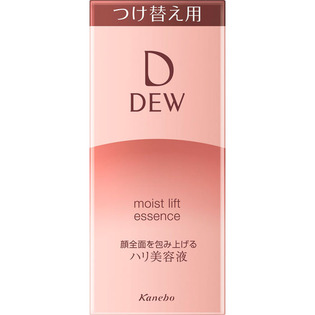 つけ替え用
D
DEW
moist lift
essence
顔全面を包み上げる
ハリ美容液
Kanebo